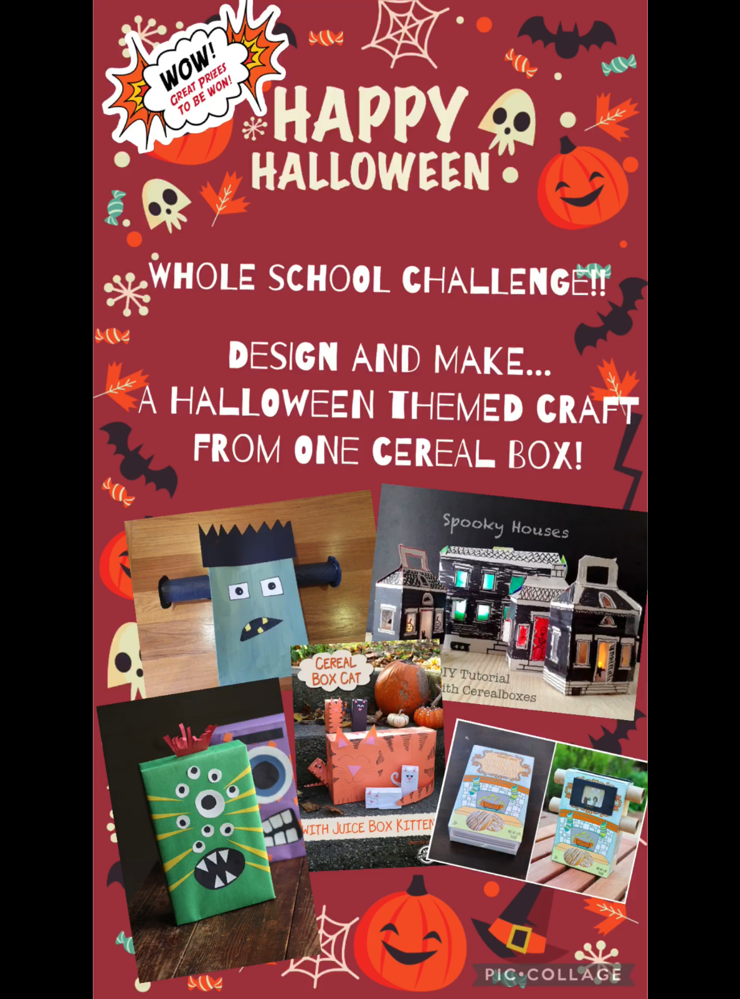 WOW!
GREAT PRIZES
TO BE WON!
HAPPY
HALLOWEEN
WHOLE SCHOOL CHALLENGE!!
DESIGN AND MAKE...
A HALLOWEEN THEMED CRAFT
FROM ONE CEREAL BOX!
Spooky Houses
IY Tutorial
ith Cerealboxes
CEREAL
BOX CAT
WITH JUICE BOX KITTEN
PIC•COLLAGE